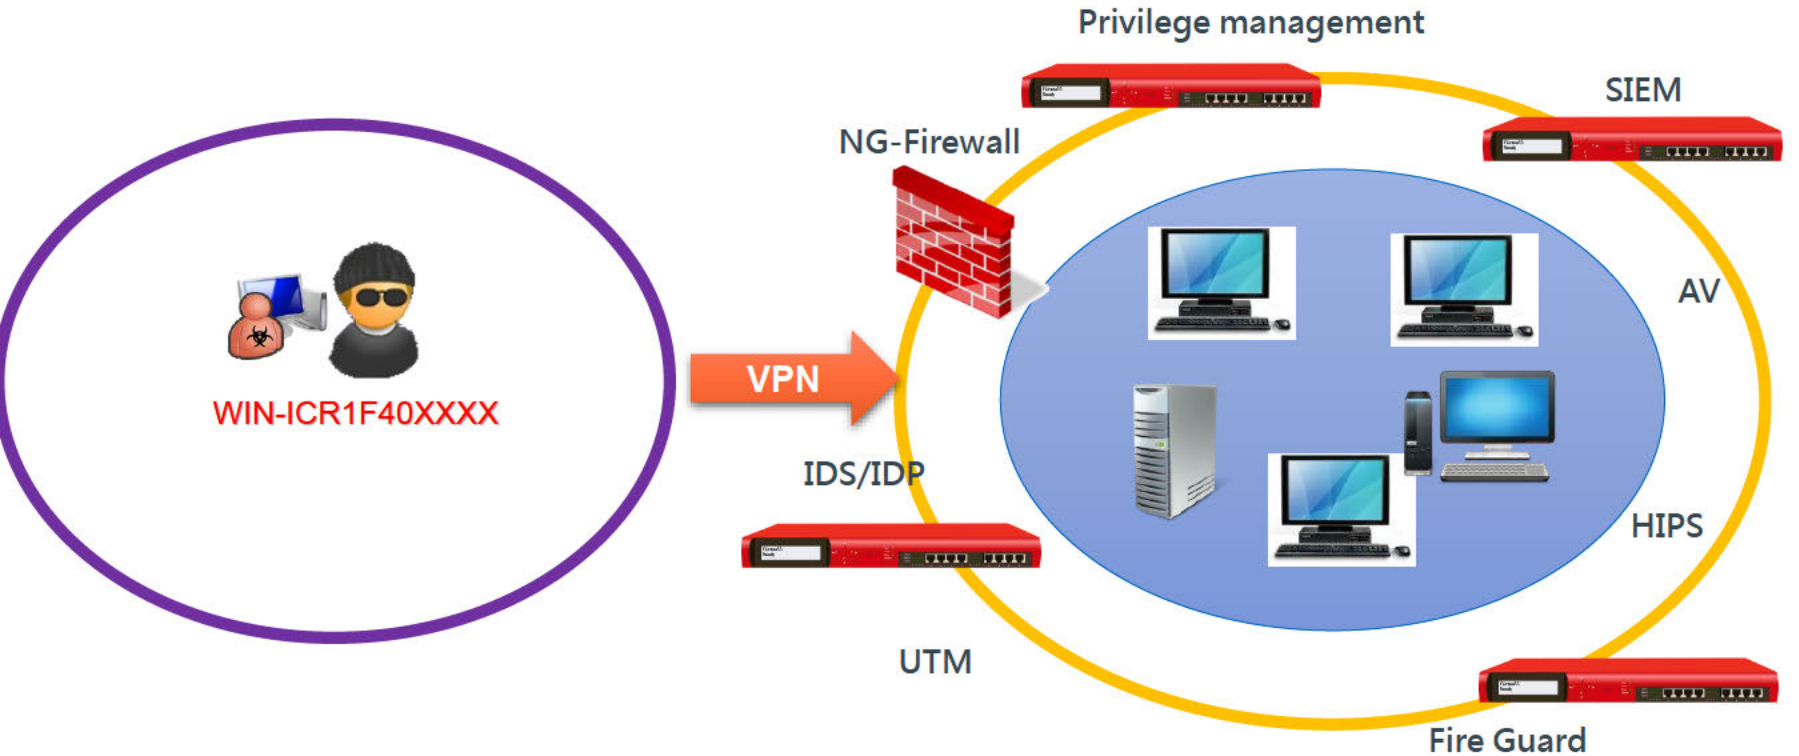 Privilege management
SIEM
NG-Firewall
AV
VPN
WIN-ICR1F40XXXX
IDS/IDP
HIPS
UTM
Fire Guard